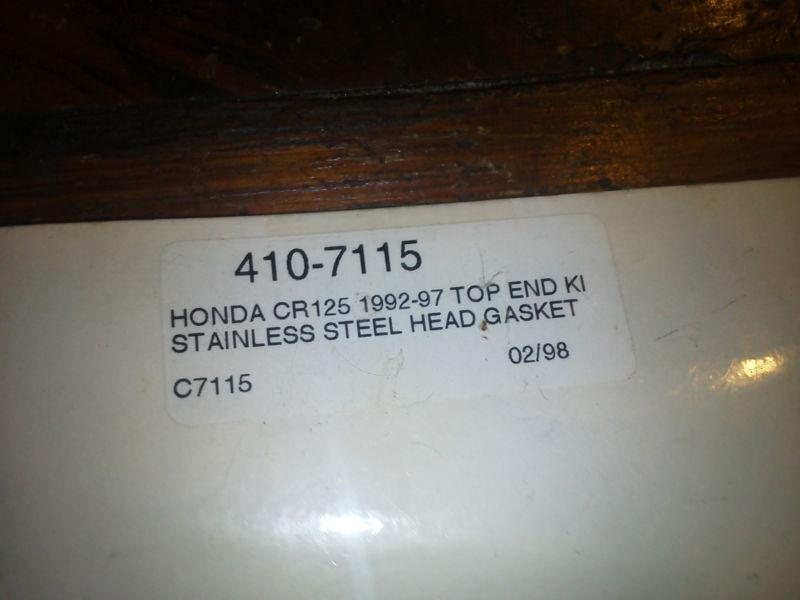 410-7115
HONDA CR125 1992-97 TOP END KI
STAINLESS STEEL HEAD GASKET
02/98
C7115